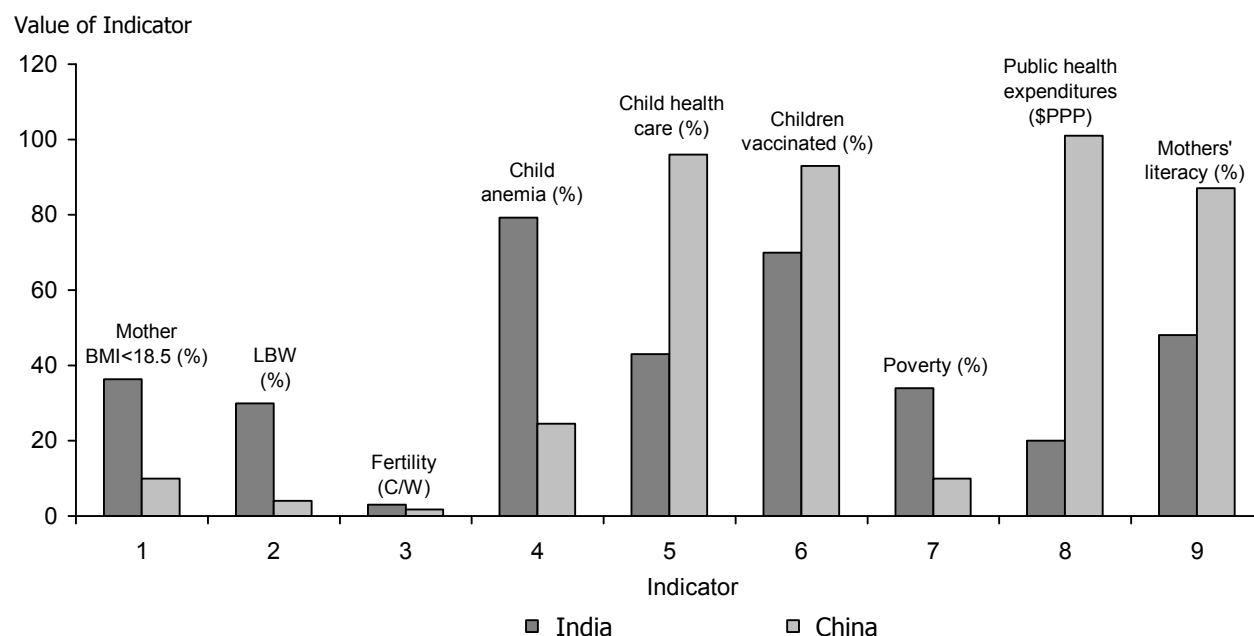 Value of Indicator
120
100
80
60
40
20
0
Mother
BMI<18.5 (%)
LBW
(%)
Fertility
(C/W)
Child
anemia (%)
Child health
care (%)
Children
vaccinated (%)
Poverty (%)
Public health
expenditures
($PPP)
Mothers'
literacy (%)
1 2 3 4 5 6 7 8 9
Indicator
India China